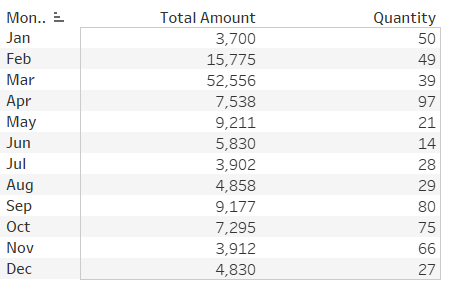 Mon.. Total Amount Quantity
Jan 3,700 50
Feb 15,775 49
Mar 52,556 39
Apr 7,538 97
May 9,211 21
Jun 5,830 14
Jul 3,902 28
Aug 4,858 29
Sep 9,177 80
Oct 7,295 75
Nov 3,912 66
Dec 4,830 27